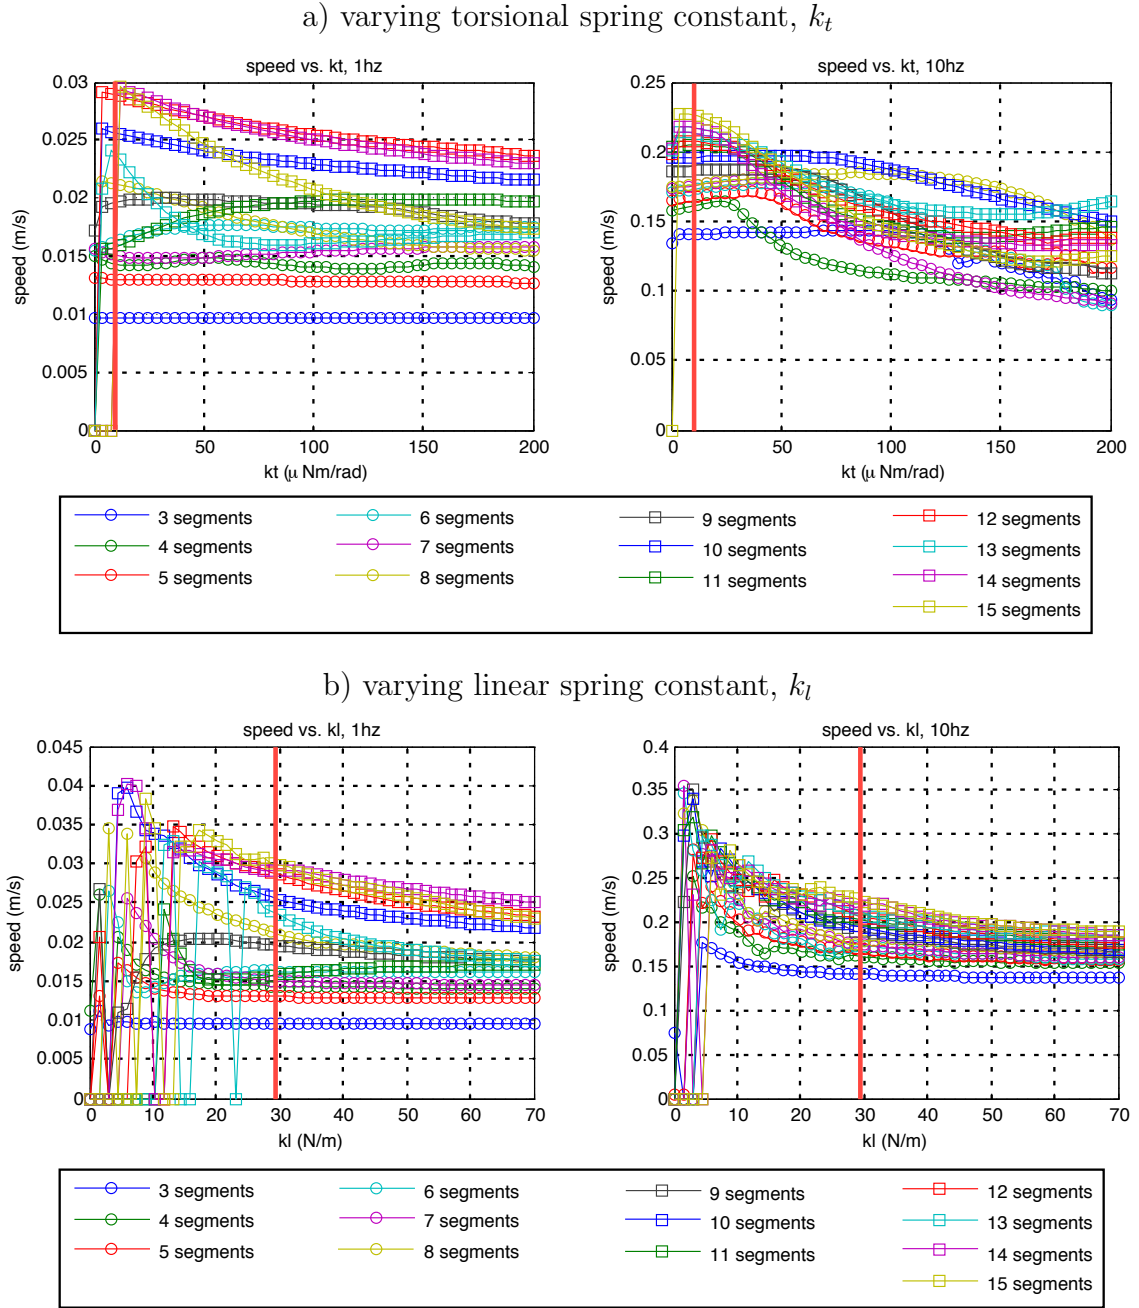 a) varying torsional spring constant, k_t
speed vs. kt, 1hz
0.03
0.025
0.02
0.015
0.01
0.005
0
speed (m/s)
0 50 100 150 200
kt (μ Nm/rad)
speed vs. kt, 10hz
0.25
0.2
0.15
0.1
0.05
0
speed (m/s)
0 50 100 150 200
kt (μ Nm/rad)
3 segments
4 segments
5 segments
6 segments
7 segments
8 segments
9 segments
10 segments
11 segments
12 segments
13 segments
14 segments
15 segments
b) varying linear spring constant, k_l
speed vs. kl, 1hz
0.045
0.04
0.035
0.03
0.025
0.02
0.015
0.01
0.005
0
speed (m/s)
0 10 20 30 40 50 60 70
kl (N/m)
speed vs. kl, 10hz
0.4
0.35
0.3
0.25
0.2
0.15
0.1
0.05
0
speed (m/s)
0 10 20 30 40 50 60 70
kl (N/m)
3 segments
4 segments
5 segments
6 segments
7 segments
8 segments
9 segments
10 segments
11 segments
12 segments
13 segments
14 segments
15 segments